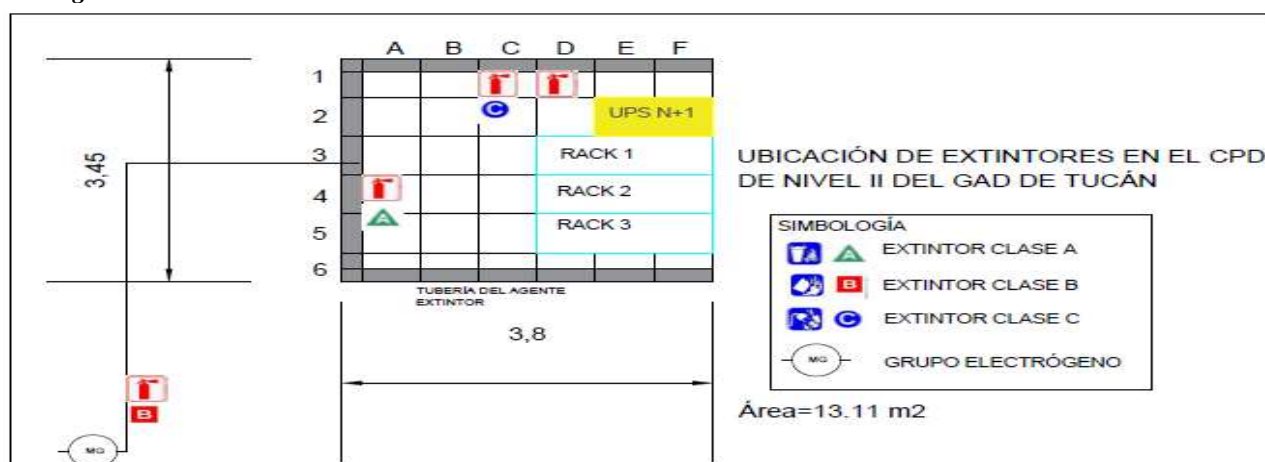 A B C D E F
1
2
3
4
5
6
UPS N+1
RACK 1
RACK 2
RACK 3
C
A
3,45
TUBERÍA DEL AGENTE
EXTINTOR
3,8
B
MG
UBICACIÓN DE EXTINTORES EN EL CPD
DE NIVEL II DEL GAD DE TUCÁN
SIMBOLOGÍA
A EXTINTOR CLASE A
B EXTINTOR CLASE B
C EXTINTOR CLASE C
MG GRUPO ELECTRÓGENO
Área=13.11 m2